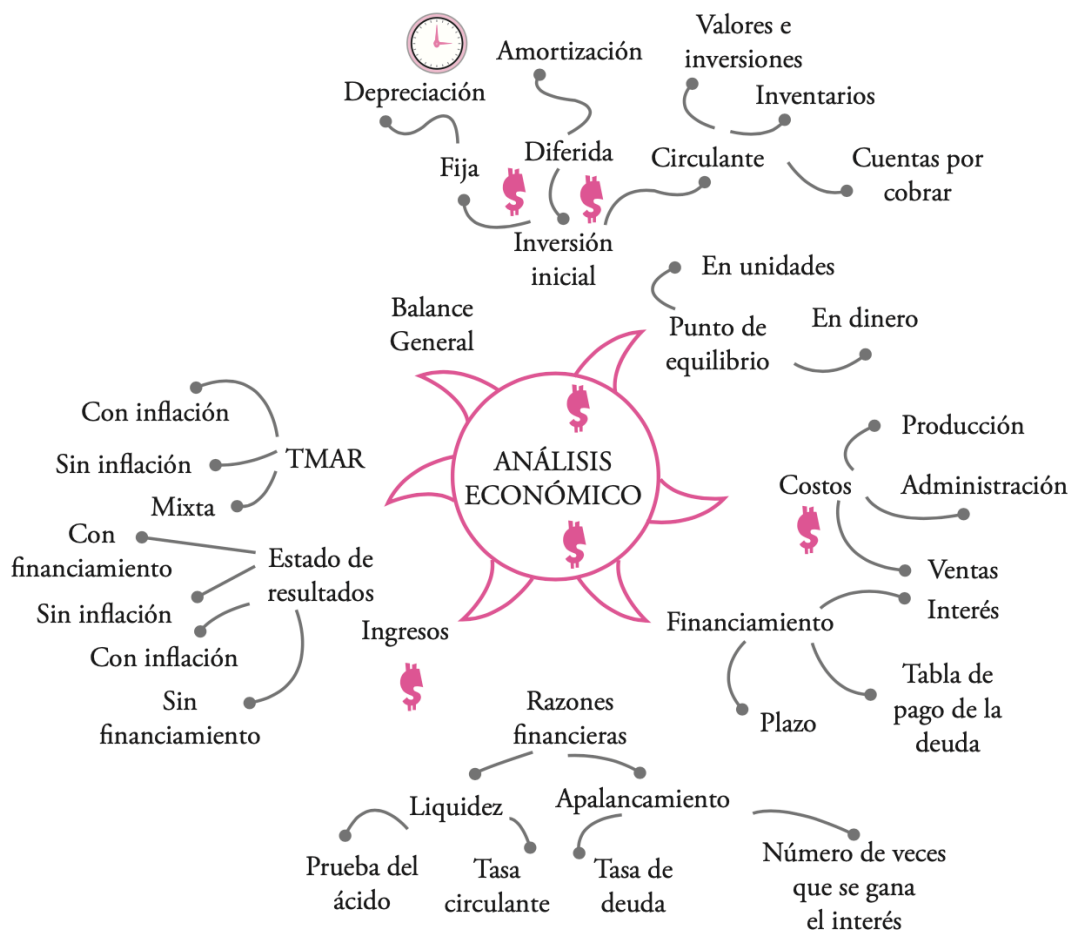 Amortización
Valores e
inversiones
Depreciación
Inventarios
Fija
Diferida
Circulante
Cuentas por
cobrar
Inversión
inicial
En unidades
Balance
General
Punto de
equilibrio
En dinero
Con inflación
Sin inflación
TMAR
Mixta
ANÁLISIS
ECONÓMICO
Producción
Costos
Administración
Ventas
Con
financiamiento
Estado de
resultados
Sin inflación
Con inflación
Sin
financiamiento
Ingresos
Financiamiento
Interés
Tabla de
pago de la
deuda
Plazo
Razones
financieras
Liquidez
Apalancamiento
Prueba del
ácido
Tasa
circulante
Tasa de
deuda
Número de veces
que se gana
el interés